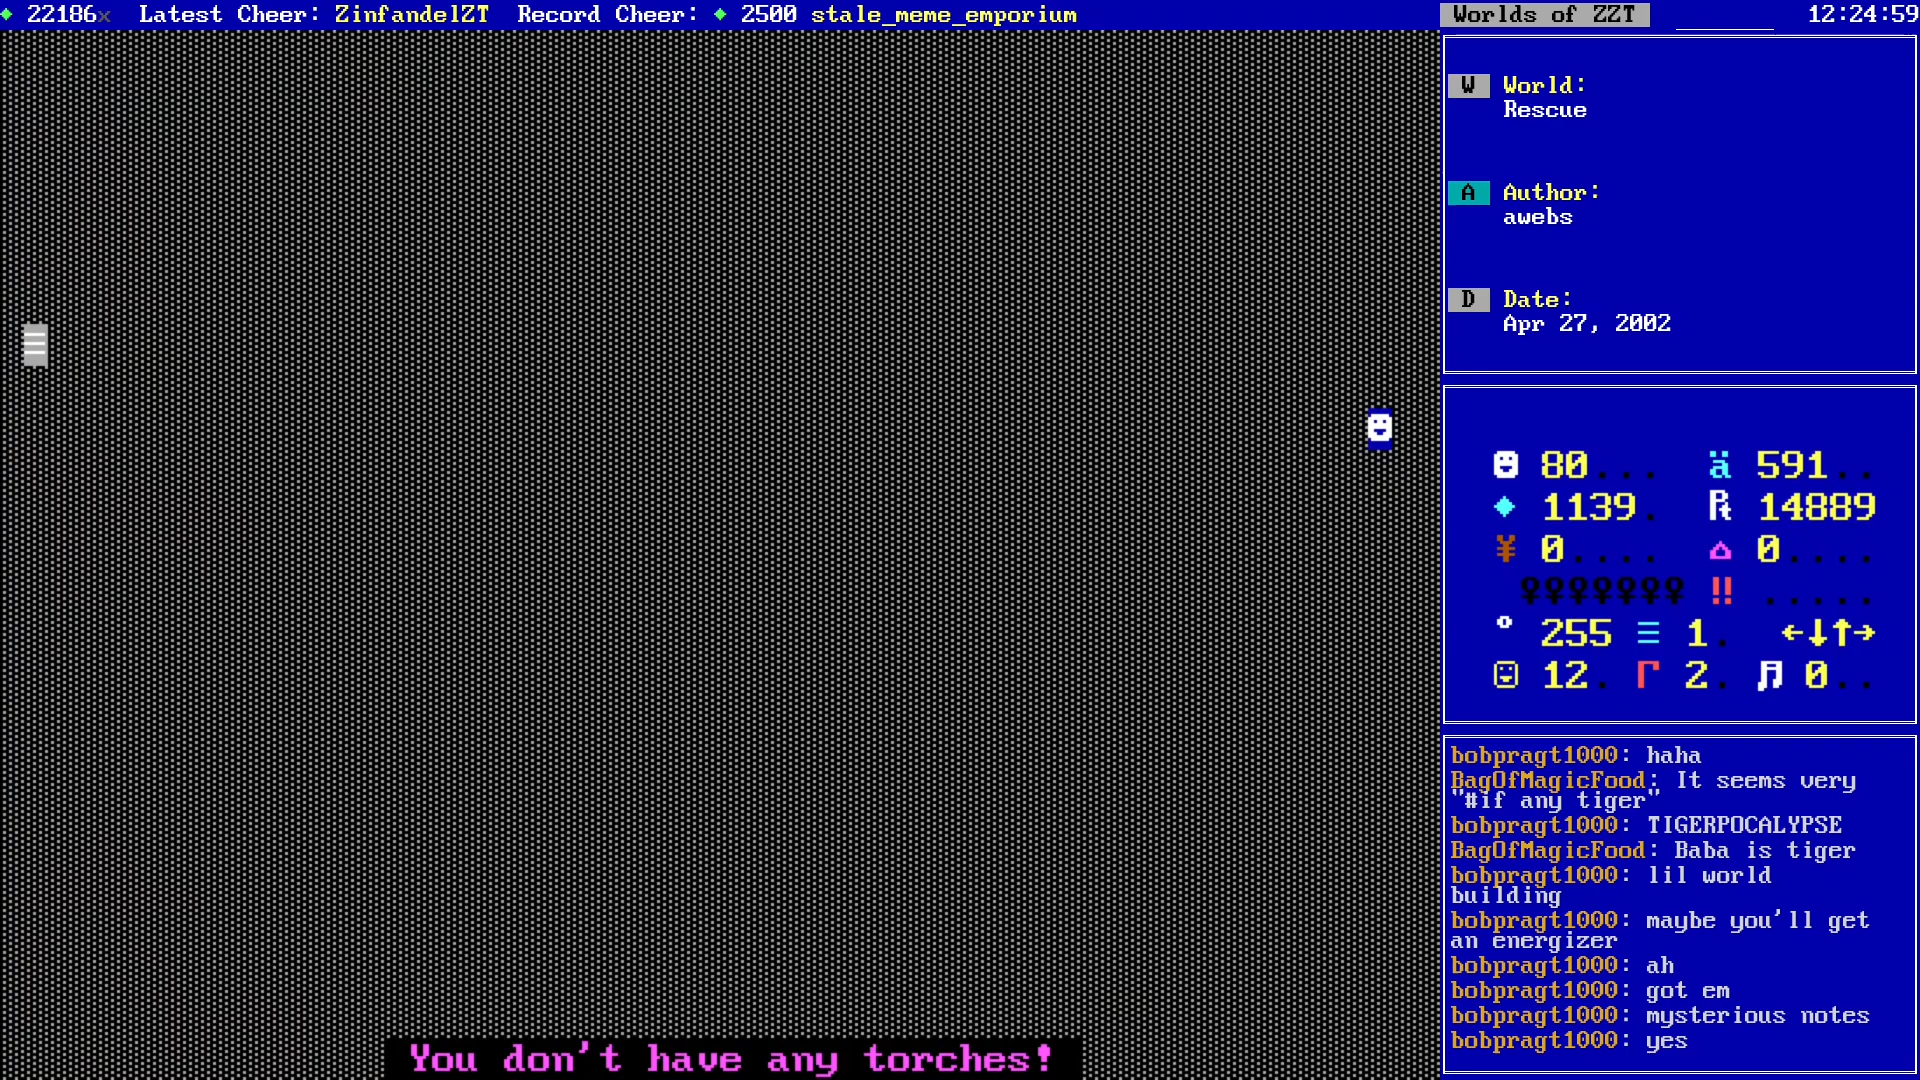 ♦ 22186x Latest Cheer: ZinfandelZT Record Cheer: ♦ 2500 stale_meme_emporium
Worlds of ZZT 12:24:59
W World:
Rescue
A Author:
awebs
D Date:
Apr 27, 2002
80... ä 591..
♦ 1139. ℞ 14889
¥ 0.... 0....
♀♀♀♀♀♀♀ ‼ .....
° 255 ≡ 1. ←↓↑→
12. Γ 2. ♬ 0..
bobpragt1000: haha
BagOfMagicFood: It seems very
"#if any tiger"
bobpragt1000: TIGERPOCALYPSE
BagOfMagicFood: Baba is tiger
bobpragt1000: lil world
building
bobpragt1000: maybe you'll get
an energizer
bobpragt1000: ah
bobpragt1000: got em
bobpragt1000: mysterious notes
bobpragt1000: yes
You don't have any torches!